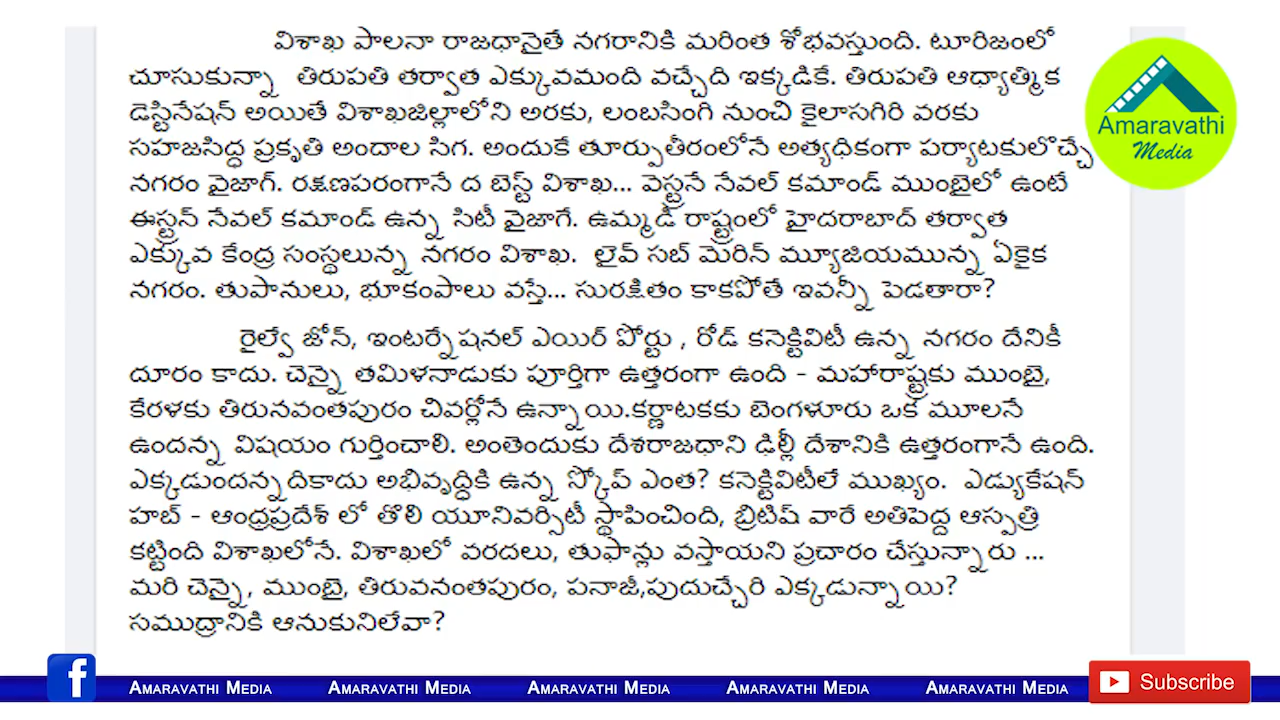 విశాఖ పాలనా రాజధానైతే నగరానికి మరింత శోభవస్తుంది. టూరిజంలో
చూసుకున్నా తిరుపతి తర్వాత ఎక్కువమంది వచ్చేది ఇక్కడికే. తిరుపతి ఆధ్యాత్మిక
డెస్టినేషన్ అయితే విశాఖజిల్లాలోని అరకు, లంబసింగి నుంచి కైలాసగిరి వరకు
సహజసిద్ధ ప్రకృతి అందాల సిగ. అందుకే తూర్పుతీరంలోనే అత్యధికంగా పర్యాటకులొచ్చే
నగరం వైజాగ్. రక్షణపరంగానే ద బెస్ట్ విశాఖ... వెస్ట్రనే నేవల్ కమాండ్ ముంబైలో ఉంటే
ఈస్ట్రన్ నేవల్ కమాండ్ ఉన్న సిటీ వైజాగే. ఉమ్మడి రాష్ట్రంలో హైదరాబాద్ తర్వాత
ఎక్కువ కేంద్ర సంస్థలున్న నగరం విశాఖ. లైవ్ సబ్ మెరిన్ మ్యూజియమున్న ఏకైక
నగరం. తుపానులు, భూకంపాలు వస్తే... సురక్షితం కాకపోతే ఇవన్నీ పెడతారా?
రైల్వే జోన్, ఇంటర్నేషనల్ ఎయిర్ పోర్టు , రోడ్ కనెక్టివిటీ ఉన్న నగరం దేనికీ
దూరం కాదు. చెన్నై తమిళనాడుకు పూర్తిగా ఉత్తరంగా ఉంది - మహారాష్ట్రకు ముంబై,
కేరళకు తిరునవంతపురం చివర్లోనే ఉన్నాయి.కర్ణాటకకు బెంగళూరు ఒక మూలనే
ఉందన్న విషయం గుర్తించాలి. అంతెందుకు దేశరాజధాని ఢిల్లీ దేశానికి ఉత్తరంగానే ఉంది.
ఎక్కడుందన్నదికాదు అభివృద్ధికి ఉన్న స్కోప్ ఎంత? కనెక్టివిటీలే ముఖ్యం. ఎడ్యుకేషన్
హబ్ - ఆంధ్రప్రదేశ్ లో తొలి యూనివర్సిటీ స్థాపించింది, బ్రిటిష్ వారే అతిపెద్ద ఆస్పత్రి
కట్టింది విశాఖలోనే. విశాఖలో వరదలు, తుఫాన్లు వస్తాయని ప్రచారం చేస్తున్నారు ...
మరి చెన్నై, ముంబై, తిరువనంతపురం, పనాజీ,పుదుచ్చేరి ఎక్కడున్నాయి?
సముద్రానికి ఆనుకునిలేవా?
Amaravathi
Media
f
AMARAVATHI MEDIA AMARAVATHI MEDIA AMARAVATHI MEDIA AMARAVATHI MEDIA AMARAVATHI MEDIA
Subscribe